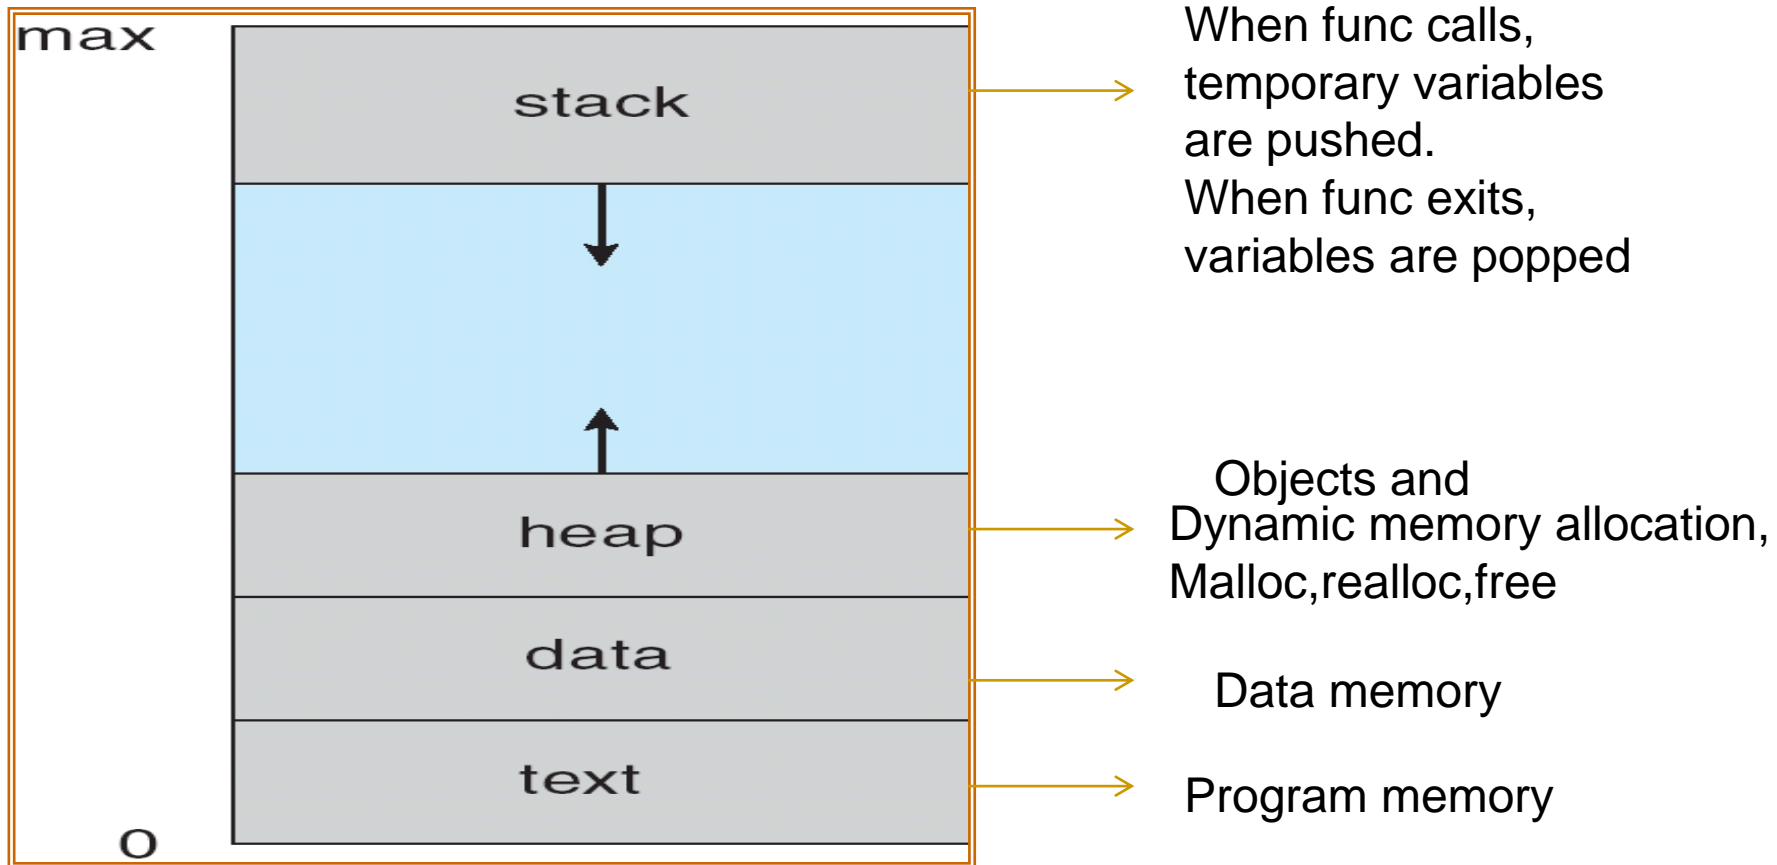 max
stack
When func calls,
temporary variables
are pushed.
When func exits,
variables are popped
heap
Objects and
Dynamic memory allocation,
Malloc,realloc,free
data
Data memory
text
Program memory
0